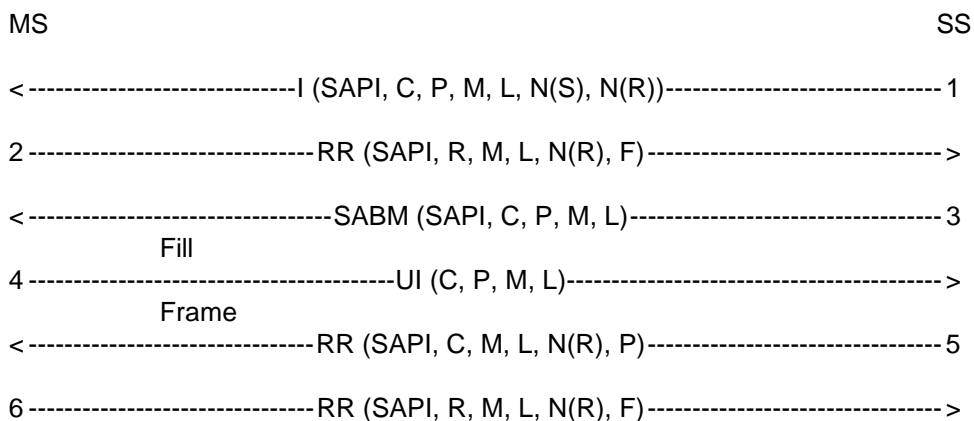 MS SS
< ------------------------------I (SAPI, C, P, M, L, N(S), N(R))------------------------------- 1
2 --------------------------------RR (SAPI, R, M, L, N(R), F)--------------------------------- >
< ----------------------------------SABM (SAPI, C, P, M, L)----------------------------------- 3
Fill
4 -----------------------------------------UI (C, P, M, L)------------------------------------------ >
Frame
< --------------------------------RR (SAPI, C, M, L, N(R), P)--------------------------------- 5
6 --------------------------------RR (SAPI, R, M, L, N(R), F)--------------------------------- >